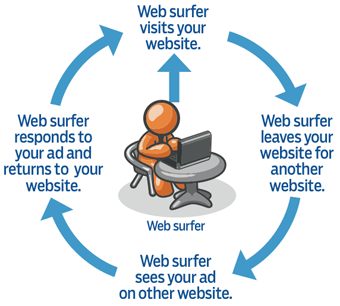 Web surfer
visits your
website.
Web surfer
leaves your
website for
another
website.
Web surfer
sees your ad
on other website.
Web surfer
responds to
your ad and
returns to your
website.
Web surfer